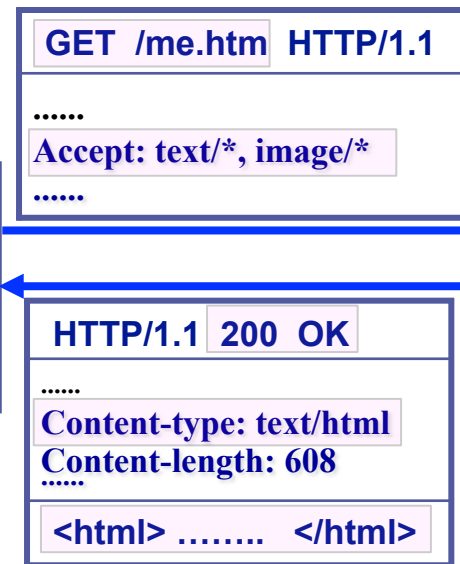 GET /me.htm HTTP/1.1
......
Accept: text/*, image/*
......
HTTP/1.1 200 OK
......
Content-type: text/html
Content-length: 608
......
<html> …….. </html>